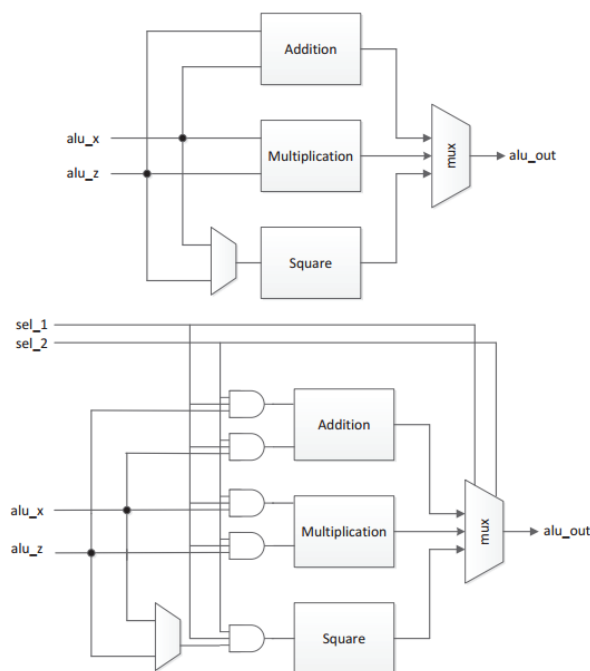 Addition
alu_x
alu_z
Multiplication
mux
alu_out
Square
sel_1
sel_2
Addition
alu_x
alu_z
Multiplication
mux
alu_out
Square